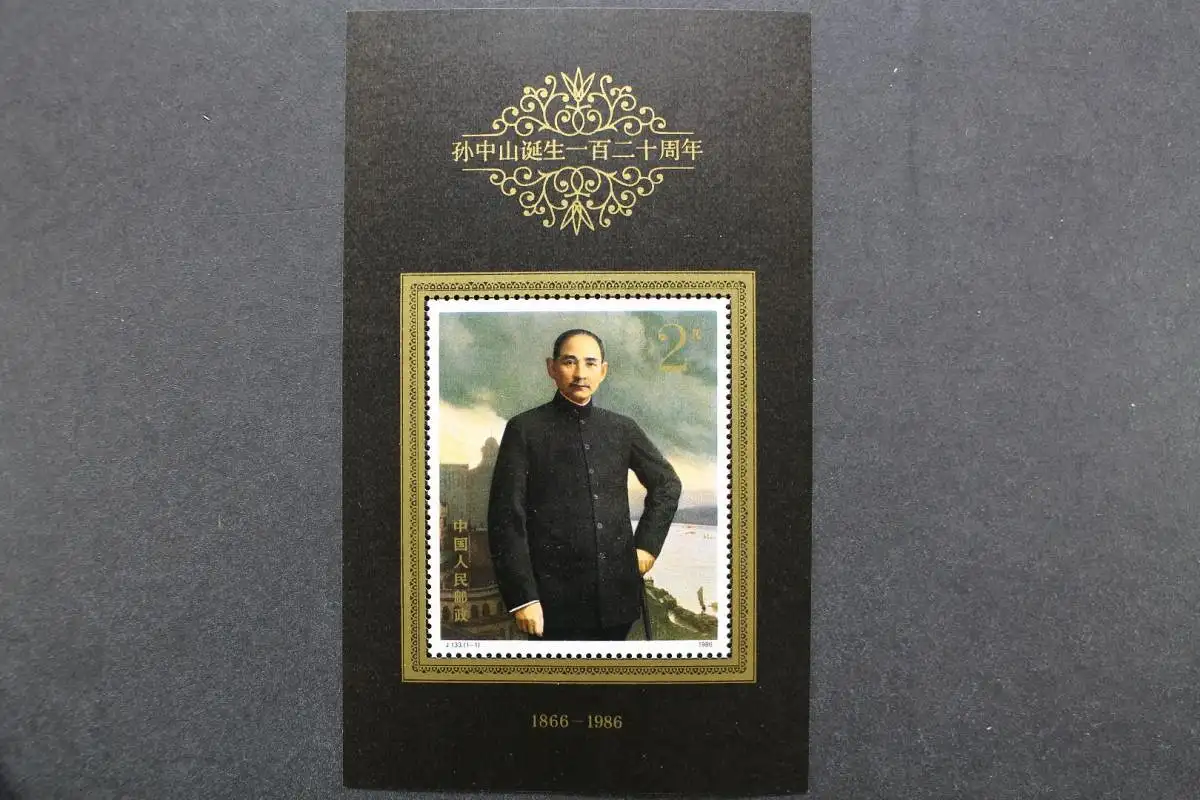 孙中山诞生一百二十周年
2元
中国人民邮政
J.133.(1-1)
1986
1866-1986